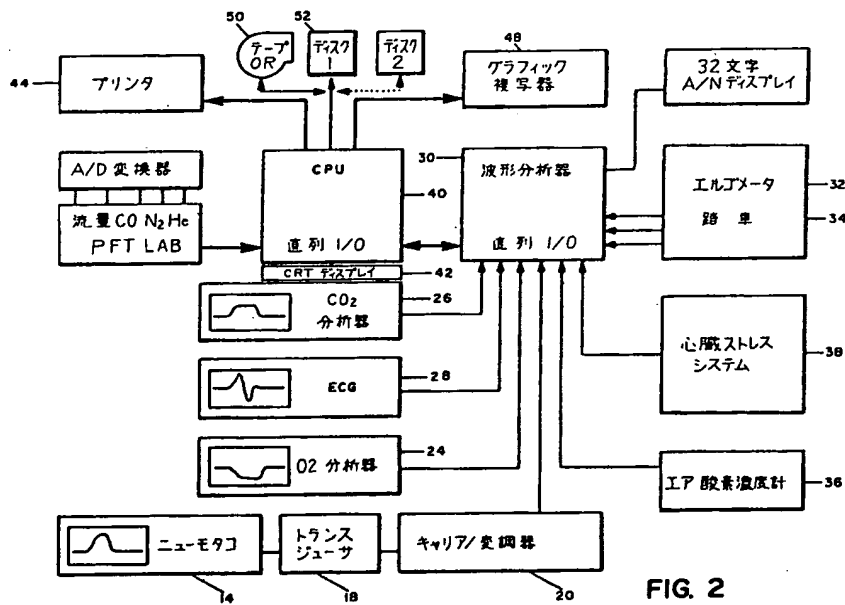 50
テープ
OR
52
ディスク
1
ディスク
2
48
グラフィック
複写器
32文字
A/Nディスプレイ
44
プリンタ
A/D変換器
流量 CO N2 He
PFT LAB
CPU
直列 I/O
40
30
波形分析器
直列 I/O
エルゴメータ
踏車
32
34
CRT ディスプレイ
42
CO2
分析器
26
ECG
28
O2 分析器
24
心臓ストレス
システム
38
エア酸素濃度計
36
ニューモタコ
14
トランス
ジューサ
18
キャリア/変調器
20
FIG. 2